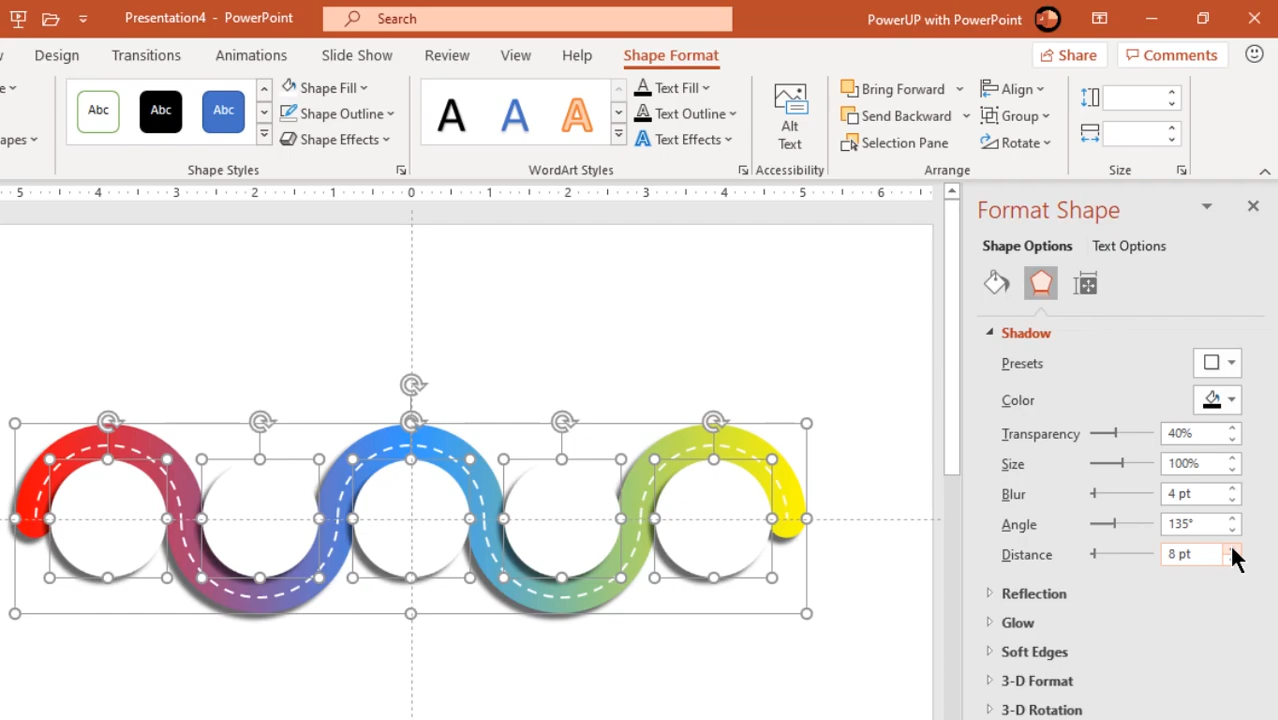 Presentation4 - PowerPoint
Search
PowerUP with PowerPoint
Design
Transitions
Animations
Slide Show
Review
View
Help
Shape Format
Share
Comments
Abc
Abc
Abc
Shape Fill
Shape Outline
Shape Effects
Shape Styles
A
A
A
Text Fill
Text Outline
Text Effects
WordArt Styles
Alt
Text
Accessibility
Bring Forward
Send Backward
Selection Pane
Align
Group
Rotate
Arrange
Size
5 4 3 2 1 0 1 2 3 4 5 6
Format Shape
Shape Options
Text Options
Shadow
Presets
Color
Transparency 40%
Size 100%
Blur 4 pt
Angle 135°
Distance 8 pt
Reflection
Glow
Soft Edges
3-D Format
3-D Rotation